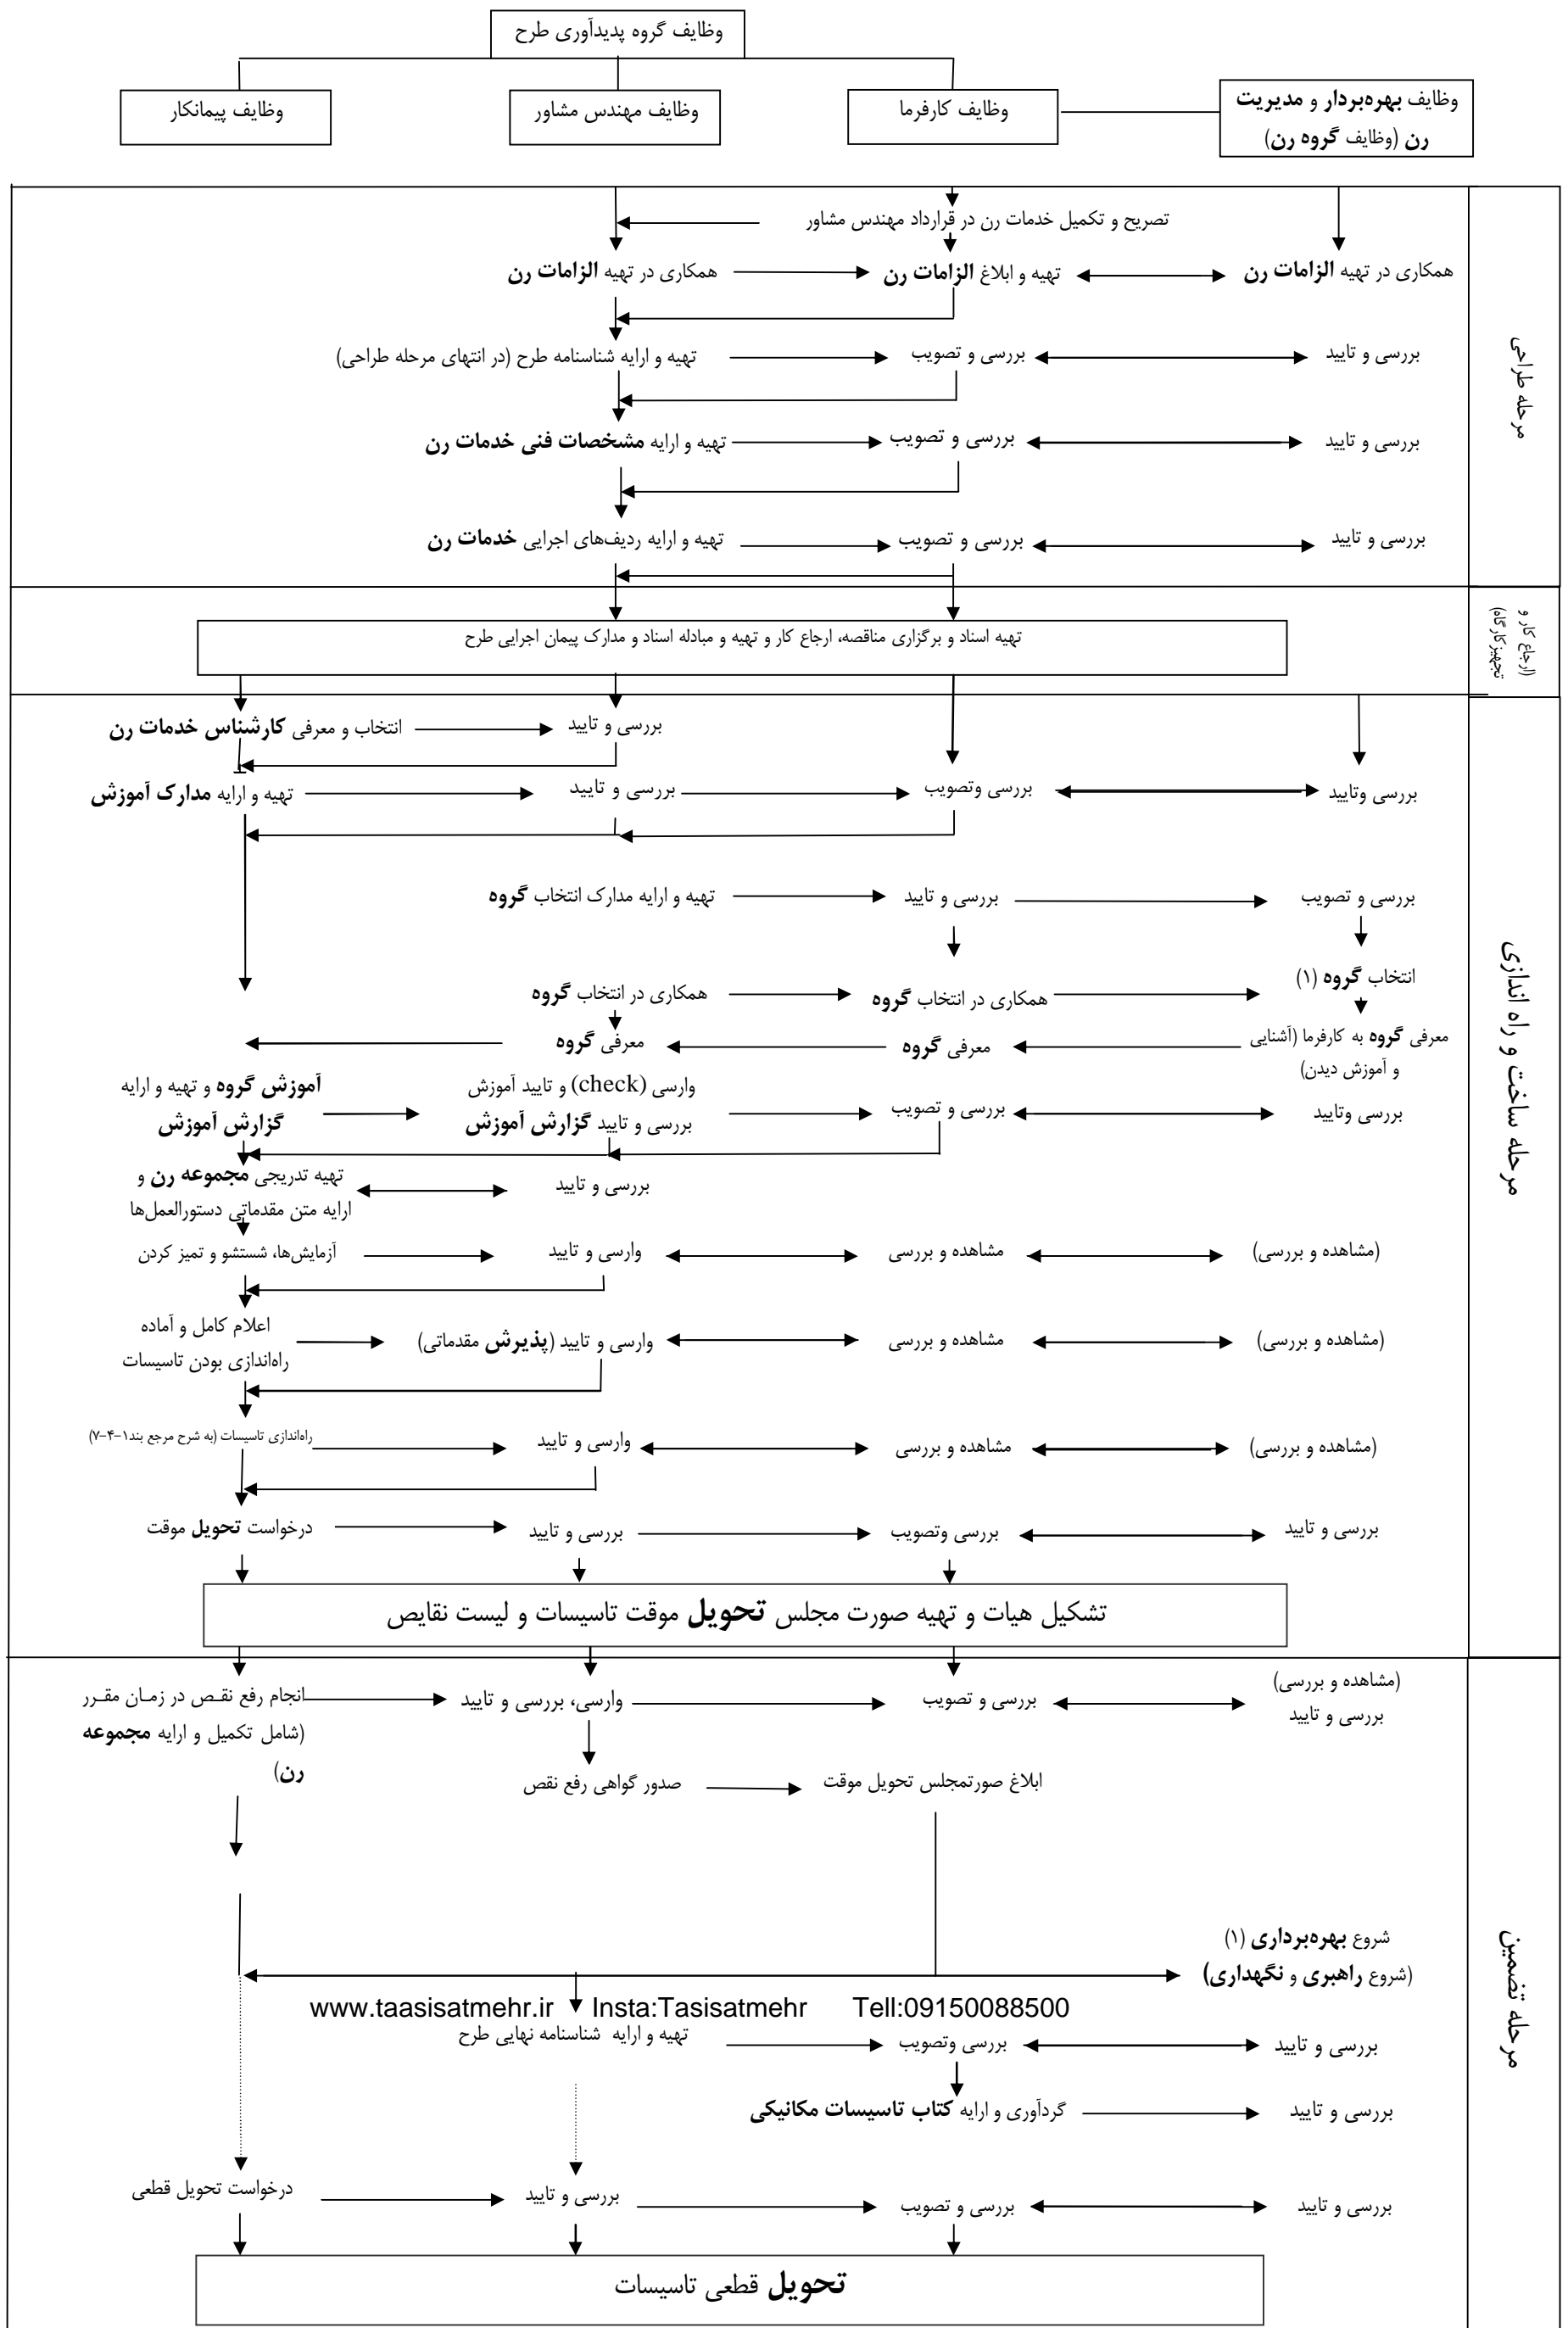 وظایف گروه پدیدآوری طرح
وظایف بهره‌بردار و مدیریت
رن (وظایف گروه رن)
وظایف کارفرما
وظایف مهندس مشاور
وظایف پیمانکار
مرحله طراحی
تصریح و تکمیل خدمات رن در قرارداد مهندس مشاور
همکاری در تهیه الزامات رن
تهیه و ابلاغ الزامات رن
همکاری در تهیه الزامات رن
بررسی و تایید
بررسی و تصویب
تهیه و ارایه شناسنامه طرح (در انتهای مرحله طراحی)
بررسی و تایید
بررسی و تصویب
تهیه و ارایه مشخصات فنی خدمات رن
بررسی و تایید
بررسی و تصویب
تهیه و ارایه ردیف‌های اجرایی خدمات رن
(ارجاع کار و
تجهیز کارگاه)
تهیه اسناد و برگزاری مناقصه، ارجاع کار و تهیه و مبادله اسناد و مدارک پیمان اجرایی طرح
مرحله ساخت و راه اندازی
بررسی و تایید
انتخاب و معرفی کارشناس خدمات رن
بررسی وتایید
بررسی وتصویب
بررسی و تایید
تهیه و ارایه مدارک آموزش
بررسی و تصویب
بررسی و تایید
تهیه و ارایه مدارک انتخاب گروه
انتخاب گروه (۱)
همکاری در انتخاب گروه
همکاری در انتخاب گروه
معرفی گروه به کارفرما (آشنایی
و آموزش دیدن)
معرفی گروه
معرفی گروه
بررسی وتایید
بررسی و تصویب
وارسی (check) و تایید آموزش
بررسی و تایید گزارش آموزش
آموزش گروه و تهیه و ارایه
گزارش آموزش
بررسی و تایید
تهیه تدریجی مجموعه رن و
ارایه متن مقدماتی دستورالعمل‌ها
(مشاهده و بررسی)
مشاهده و بررسی
وارسی و تایید
آزمایش‌ها، شستشو و تمیز کردن
(مشاهده و بررسی)
مشاهده و بررسی
وارسی و تایید (پذیرش مقدماتی)
اعلام کامل و آماده
راه‌اندازی بودن تاسیسات
(مشاهده و بررسی)
مشاهده و بررسی
وارسی و تایید
راه‌اندازی تاسیسات (به شرح مرجع بند۱-۴-۷)
بررسی و تایید
بررسی وتصویب
بررسی و تایید
درخواست تحویل موقت
تشکیل هیات و تهیه صورت مجلس تحویل موقت تاسیسات و لیست نقایص
مرحله تضمین
(مشاهده و بررسی)
بررسی و تایید
بررسی و تصویب
وارسی، بررسی و تایید
انجام رفع نقـص در زمـان مقـرر
(شامل تکمیل و ارایه مجموعه
رن)
ابلاغ صورتمجلس تحویل موقت
صدور گواهی رفع نقص
شروع بهره‌برداری (۱)
(شروع راهبری و نگهداری)
www.taasisatmehr.ir Insta:Tasisatmehr Tell:09150088500
بررسی و تایید
بررسی وتصویب
تهیه و ارایه شناسنامه نهایی طرح
بررسی و تایید
گردآوری و ارایه کتاب تاسیسات مکانیکی
بررسی و تایید
بررسی و تصویب
بررسی و تایید
درخواست تحویل قطعی
تحویل قطعی تاسیسات